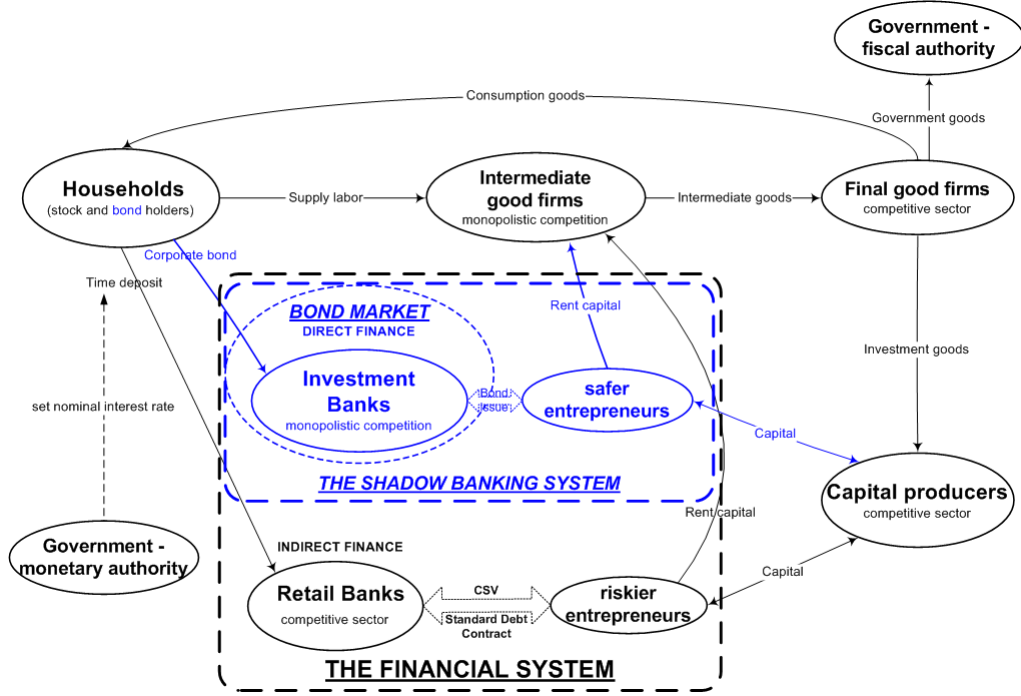 Government -
fiscal authority
Consumption goods
Government goods
Households
(stock and bond holders)
Supply labor
Intermediate
good firms
monopolistic competition
Intermediate goods
Final good firms
competitive sector
Corporate bond
Time deposit
BOND MARKET
DIRECT FINANCE
Rent capital
Investment goods
Investment
Banks
monopolistic competition
Bond
issue
safer
entrepreneurs
set nominal interest rate
Capital
THE SHADOW BANKING SYSTEM
Capital producers
competitive sector
Rent capital
Government -
monetary authority
INDIRECT FINANCE
Capital
Retail Banks
competitive sector
CSV
Standard Debt
Contract
riskier
entrepreneurs
THE FINANCIAL SYSTEM